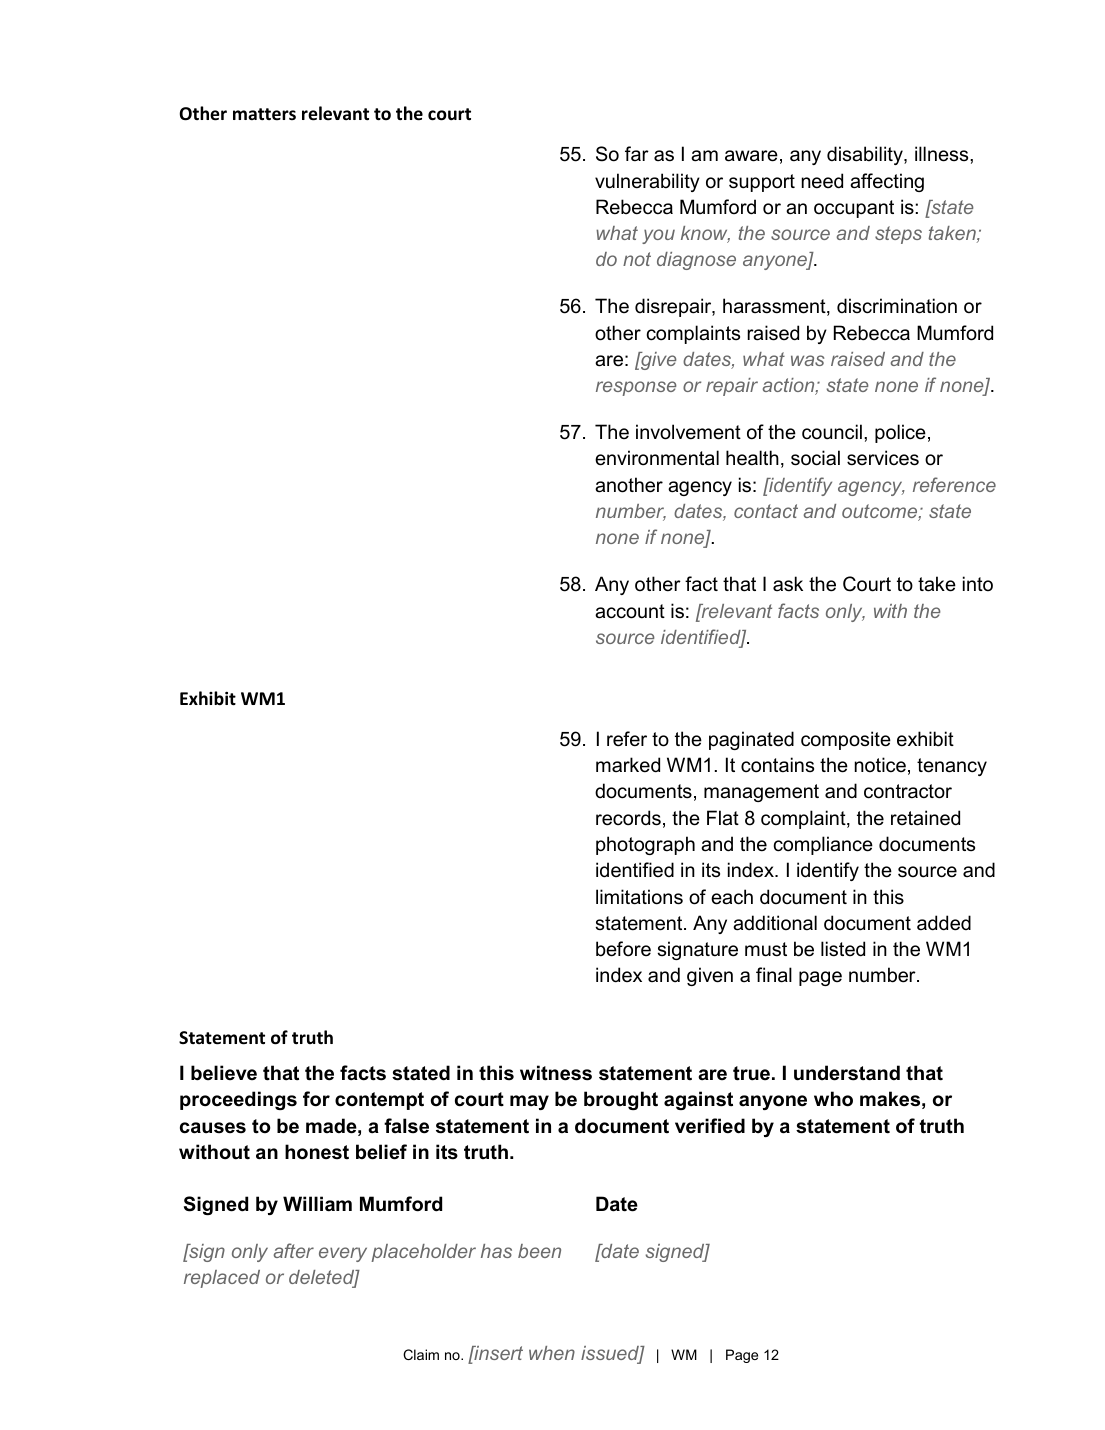 Other matters relevant to the court
55. So far as I am aware, any disability, illness,
vulnerability or support need affecting
Rebecca Mumford or an occupant is: [state
what you know, the source and steps taken;
do not diagnose anyone].
56. The disrepair, harassment, discrimination or
other complaints raised by Rebecca Mumford
are: [give dates, what was raised and the
response or repair action; state none if none].
57. The involvement of the council, police,
environmental health, social services or
another agency is: [identify agency, reference
number, dates, contact and outcome; state
none if none].
58. Any other fact that I ask the Court to take into
account is: [relevant facts only, with the
source identified].
Exhibit WM1
59. I refer to the paginated composite exhibit
marked WM1. It contains the notice, tenancy
documents, management and contractor
records, the Flat 8 complaint, the retained
photograph and the compliance documents
identified in its index. I identify the source and
limitations of each document in this
statement. Any additional document added
before signature must be listed in the WM1
index and given a final page number.
Statement of truth
I believe that the facts stated in this witness statement are true. I understand that
proceedings for contempt of court may be brought against anyone who makes, or
causes to be made, a false statement in a document verified by a statement of truth
without an honest belief in its truth.
Signed by William Mumford Date
[sign only after every placeholder has been [date signed]
replaced or deleted]
Claim no. [insert when issued] | WM | Page 12